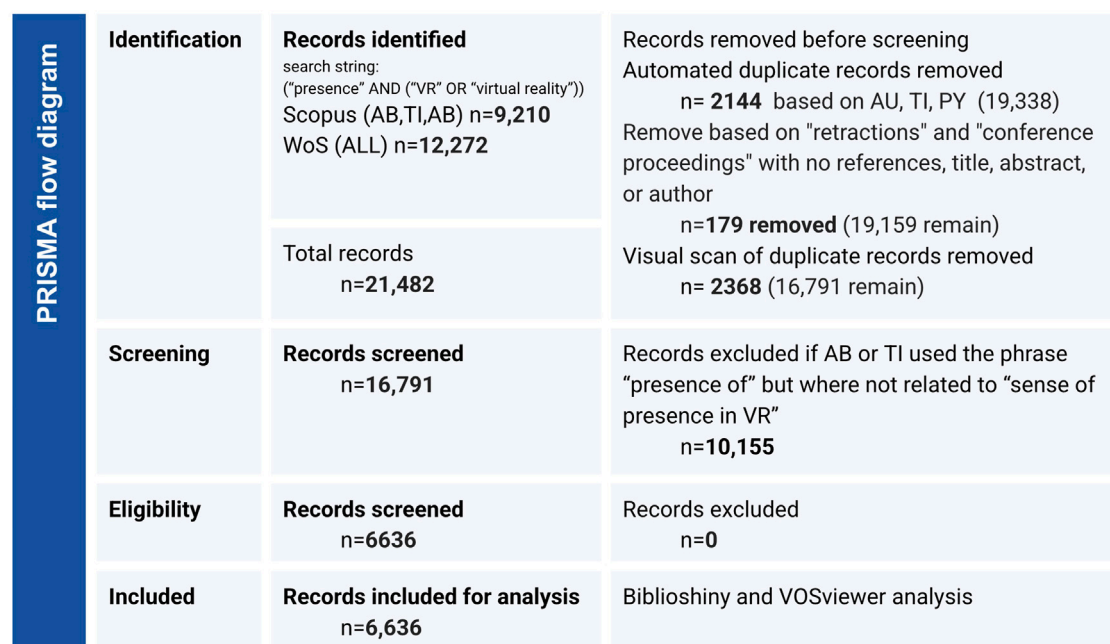 PRISMA flow diagram
Identification
Records identified
search string:
(“presence” AND (“VR” OR “virtual reality”))
Scopus (AB,TI,AB) n=9,210
WoS (ALL) n=12,272
Total records
n=21,482
Records removed before screening
Automated duplicate records removed
n= 2144 based on AU, TI, PY (19,338)
Remove based on "retractions" and "conference
proceedings" with no references, title, abstract,
or author
n=179 removed (19,159 remain)
Visual scan of duplicate records removed
n= 2368 (16,791 remain)
Screening
Records screened
n=16,791
Records excluded if AB or TI used the phrase
“presence of” but where not related to “sense of
presence in VR”
n=10,155
Eligibility
Records screened
n=6636
Records excluded
n=0
Included
Records included for analysis
n=6,636
Biblioshiny and VOSviewer analysis